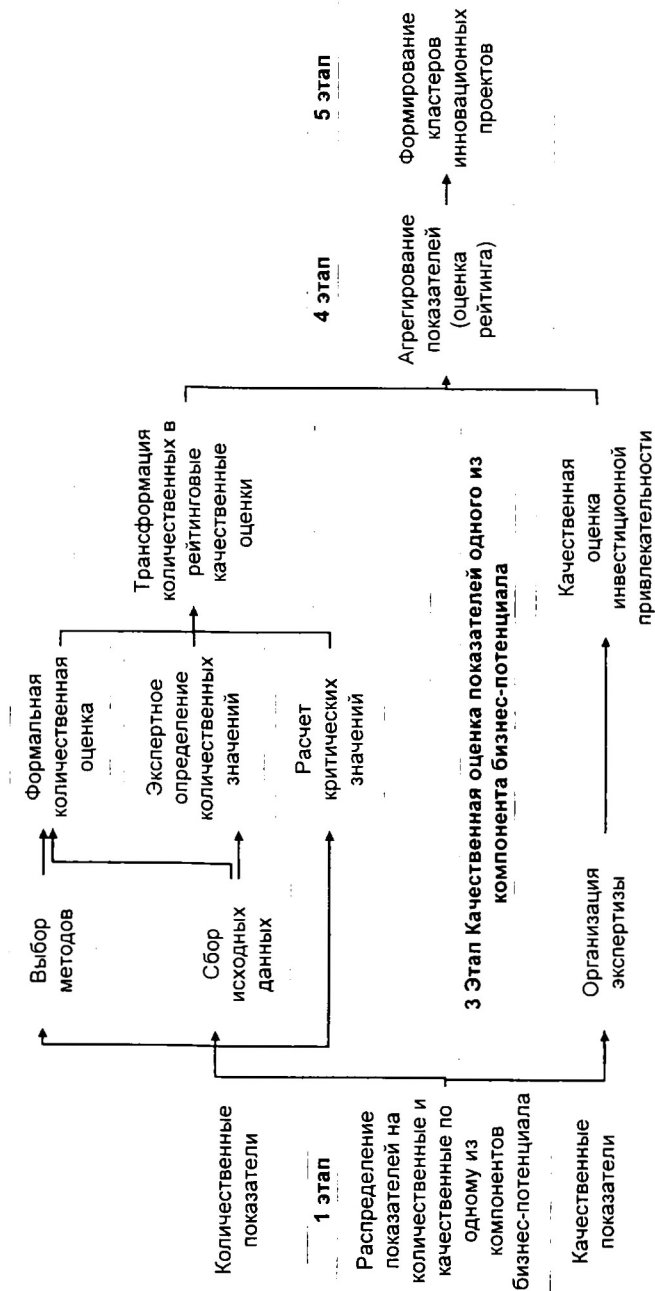 Количественные
показатели
1 этап
Распределение
показателей на
количественные и
качественные по
одному из
компонентов
бизнес-потенциала
Качественные
показатели
Выбор
методов
Сбор
исходных
данных
Формальная
количественная
оценка
Экспертное
определение
количественных
значений
Расчет
критических
значений
Трансформация
количественных в
рейтинговые
качественные
оценки
3 Этап Качественная оценка показателей одного из
компонента бизнес-потенциала
Организация
экспертизы
Качественная
оценка
инвестиционной
привлекательности
4 этап
Агрегирование
показателей
(оценка
рейтинга)
5 этап
Формирование
кластеров
инновационных
проектов